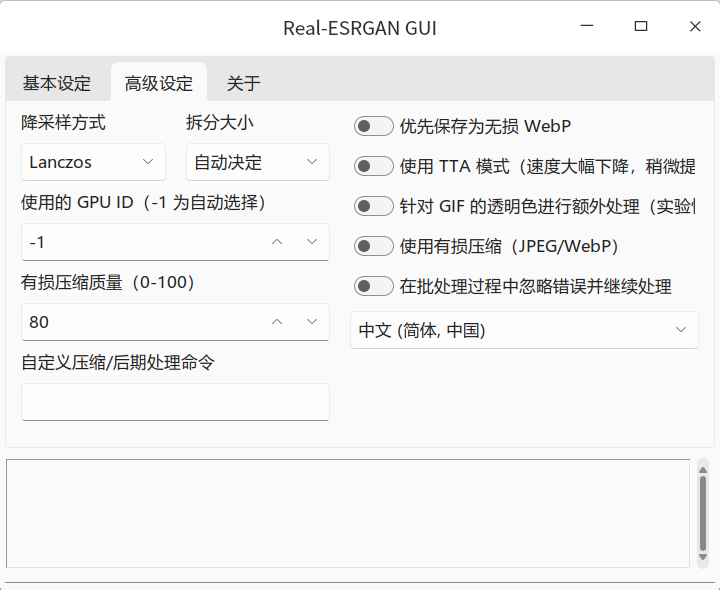 Real-ESRGAN GUI
基本设定 高级设定 关于
降采样方式 拆分大小
Lanczos 自动决定
使用的 GPU ID（-1 为自动选择）
-1
有损压缩质量（0-100）
80
自定义压缩/后期处理命令
优先保存为无损 WebP
使用 TTA 模式（速度大幅下降，稍微提
针对 GIF 的透明色进行额外处理（实验
使用有损压缩（JPEG/WebP）
在批处理过程中忽略错误并继续处理
中文 (简体, 中国)